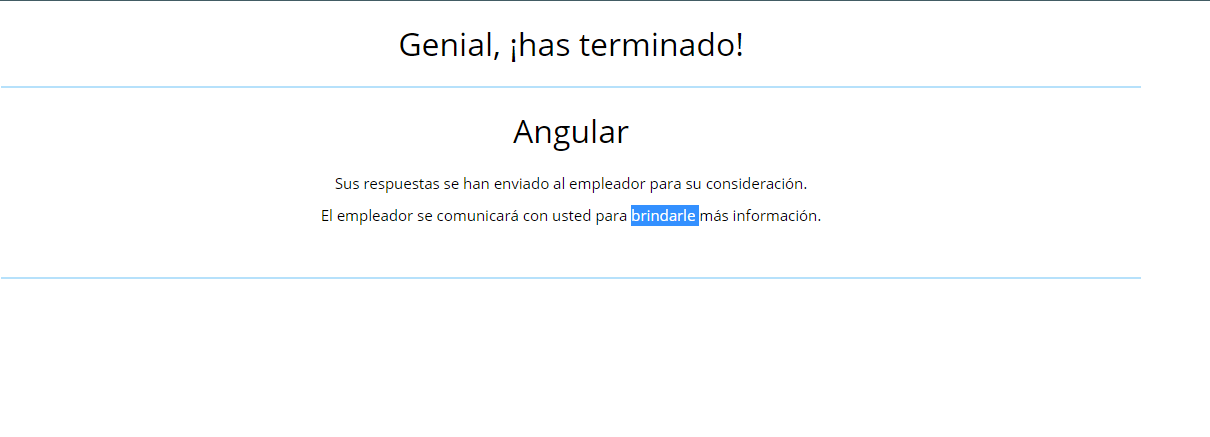 Genial, ¡has terminado!
Angular
Sus respuestas se han enviado al empleador para su consideración.
El empleador se comunicará con usted para brindarle más información.